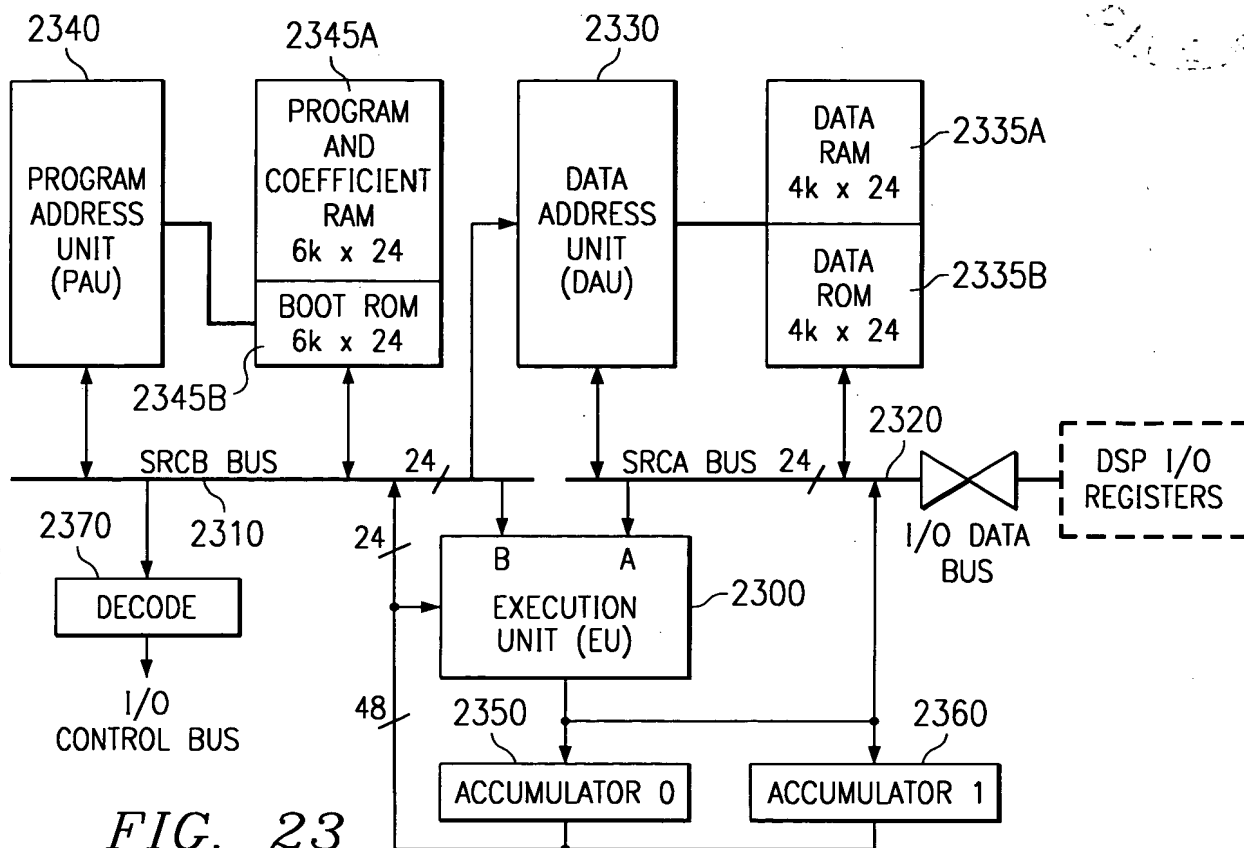 2340
2345A
2330
PROGRAM
ADDRESS
UNIT
(PAU)
PROGRAM
AND
COEFFICIENT
RAM
6k x 24
BOOT ROM
6k x 24
2345B
DATA
ADDRESS
UNIT
(DAU)
DATA
RAM
4k x 24
2335A
DATA
ROM
4k x 24
2335B
2320
SRCB BUS
24
SRCA BUS
24
DSP I/O
REGISTERS
2370
2310
24
I/O DATA
BUS
DECODE
B
A
EXECUTION
UNIT (EU)
2300
I/O
CONTROL BUS
48
2350
2360
ACCUMULATOR 0
ACCUMULATOR 1
FIG. 23